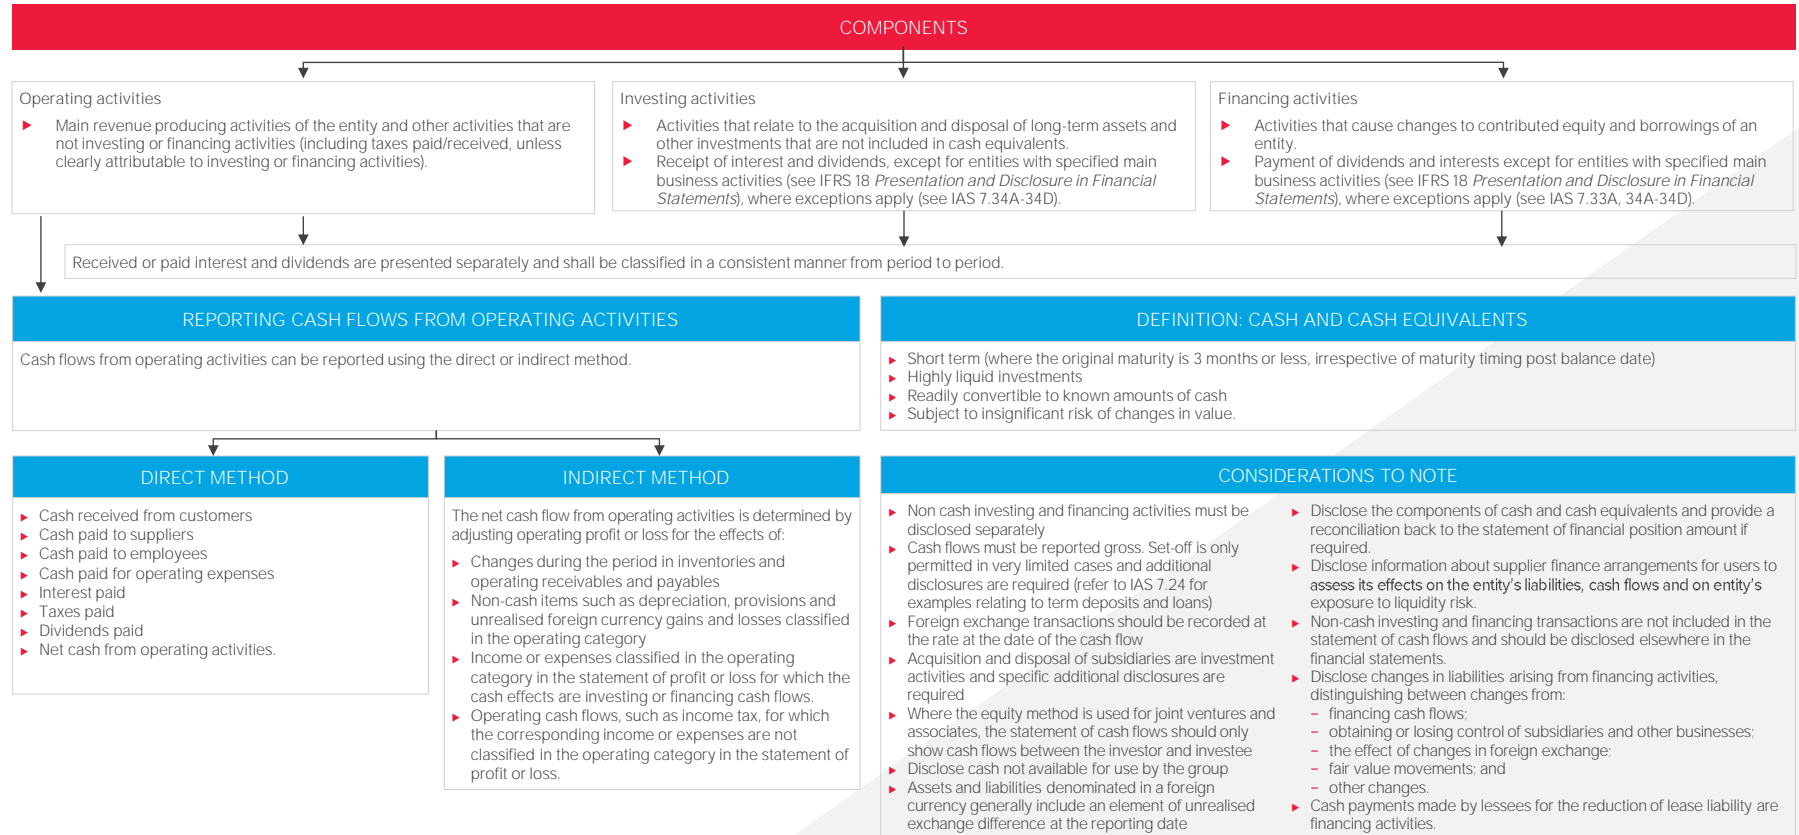 COMPONENTS
Operating activities
► Main revenue producing activities of the entity and other activities that are
not investing or financing activities (including taxes paid/received, unless
clearly attributable to investing or financing activities).
Investing activities
► Activities that relate to the acquisition and disposal of long-term assets and
other investments that are not included in cash equivalents.
► Receipt of interest and dividends, except for entities with specified main
business activities (see IFRS 18 Presentation and Disclosure in Financial
Statements), where exceptions apply (see IAS 7.34A-34D).
Financing activities
► Activities that cause changes to contributed equity and borrowings of an
entity.
► Payment of dividends and interests except for entities with specified main
business activities (see IFRS 18 Presentation and Disclosure in Financial
Statements), where exceptions apply (see IAS 7.33A, 34A-34D).
Received or paid interest and dividends are presented separately and shall be classified in a consistent manner from period to period.
REPORTING CASH FLOWS FROM OPERATING ACTIVITIES
Cash flows from operating activities can be reported using the direct or indirect method.
DEFINITION: CASH AND CASH EQUIVALENTS
► Short term (where the original maturity is 3 months or less, irrespective of maturity timing post balance date)
► Highly liquid investments
► Readily convertible to known amounts of cash
► Subject to insignificant risk of changes in value.
DIRECT METHOD
► Cash received from customers
► Cash paid to suppliers
► Cash paid to employees
► Cash paid for operating expenses
► Interest paid
► Taxes paid
► Dividends paid
► Net cash from operating activities.
INDIRECT METHOD
The net cash flow from operating activities is determined by
adjusting operating profit or loss for the effects of:
► Changes during the period in inventories and
operating receivables and payables
► Non-cash items such as depreciation, provisions and
unrealised foreign currency gains and losses classified
in the operating category
► Income or expenses classified in the operating
category in the statement of profit or loss for which the
cash effects are investing or financing cash flows.
► Operating cash flows, such as income tax, for which
the corresponding income or expenses are not
classified in the operating category in the statement of
profit or loss.
CONSIDERATIONS TO NOTE
► Non cash investing and financing activities must be
disclosed separately
► Cash flows must be reported gross. Set-off is only
permitted in very limited cases and additional
disclosures are required (refer to IAS 7.24 for
examples relating to term deposits and loans)
► Foreign exchange transactions should be recorded at
the rate at the date of the cash flow
► Acquisition and disposal of subsidiaries are investment
activities and specific additional disclosures are
required
► Where the equity method is used for joint ventures and
associates, the statement of cash flows should only
show cash flows between the investor and investee
► Disclose cash not available for use by the group
► Assets and liabilities denominated in a foreign
currency generally include an element of unrealised
exchange difference at the reporting date
► Disclose the components of cash and cash equivalents and provide a
reconciliation back to the statement of financial position amount if
required.
► Disclose information about supplier finance arrangements for users to
assess its effects on the entity's liabilities, cash flows and on entity's
exposure to liquidity risk.
► Non-cash investing and financing transactions are not included in the
statement of cash flows and should be disclosed elsewhere in the
financial statements.
► Disclose changes in liabilities arising from financing activities,
distinguishing between changes from:
− financing cash flows;
− obtaining or losing control of subsidiaries and other businesses;
− the effect of changes in foreign exchange;
− fair value movements; and
− other changes.
► Cash payments made by lessees for the reduction of lease liability are
financing activities.